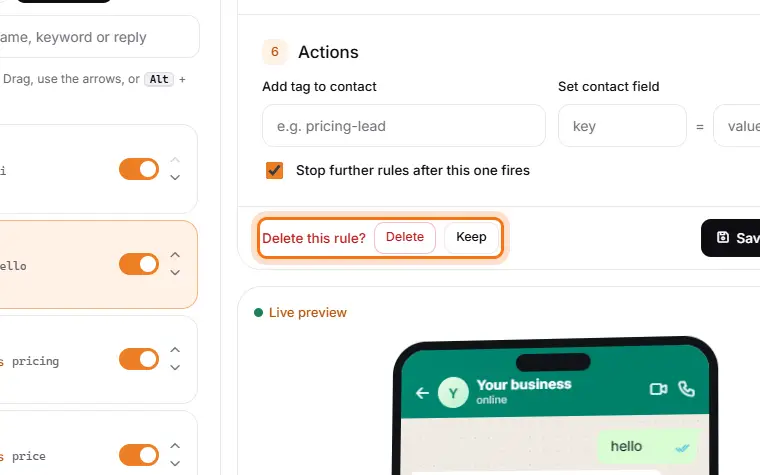 ame, keyword or reply
Drag, use the arrows, or Alt +
i
ello
s pricing
s price
6 Actions
Add tag to contact
Set contact field
e.g. pricing-lead
key
=
value
Stop further rules after this one fires
Delete this rule?
Delete
Keep
Sav
Live preview
Y
Your business
online
hello